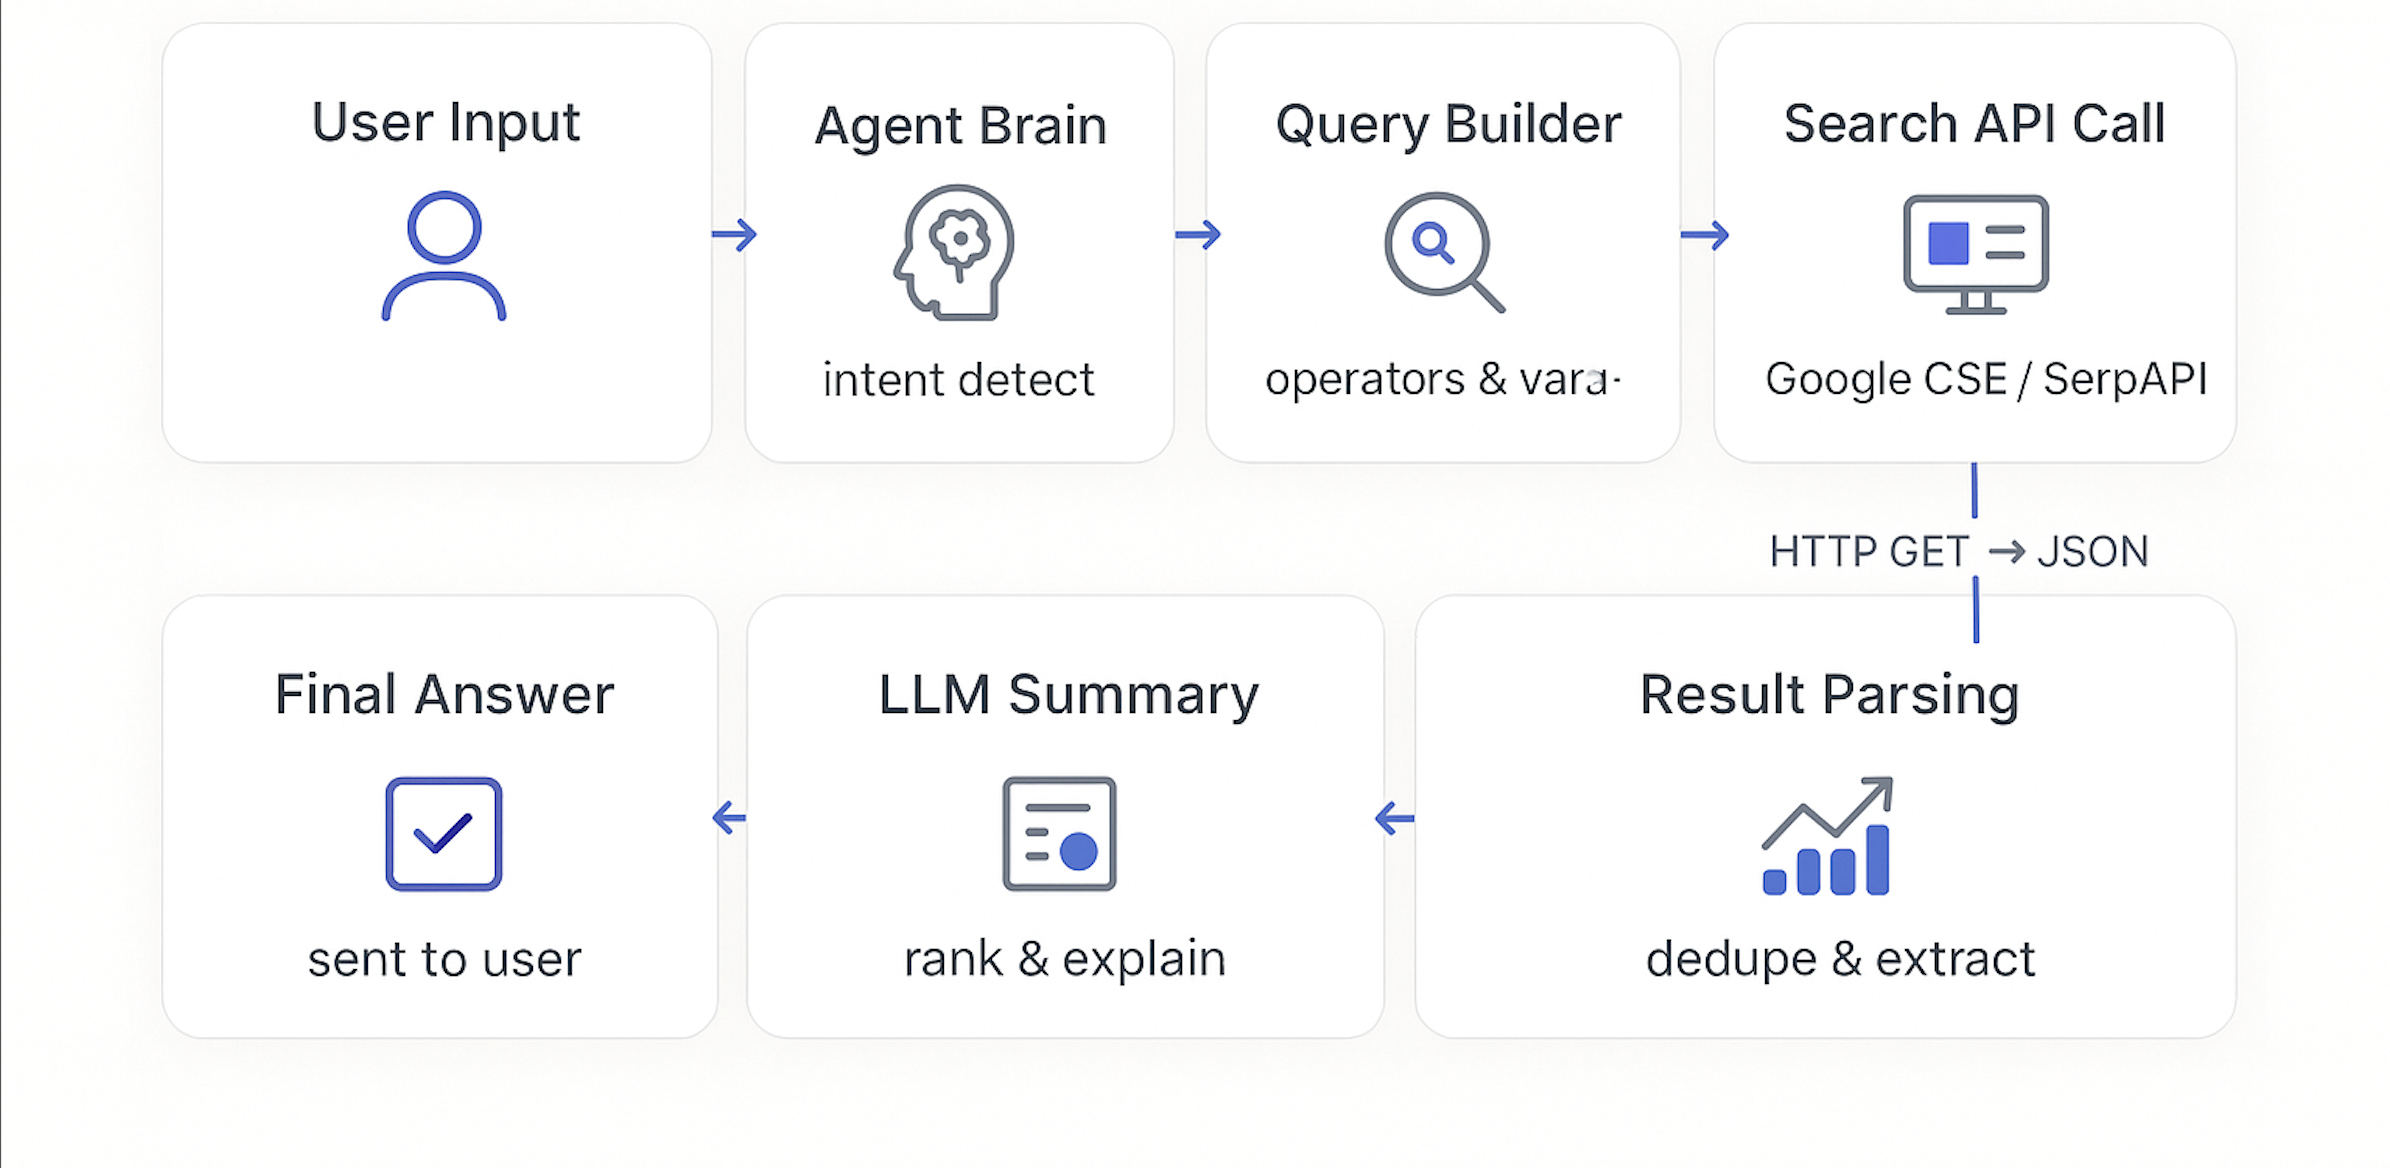 User Input
Agent Brain
intent detect
Query Builder
operators & vara-
Search API Call
Google CSE / SerpAPI
HTTP GET → JSON
Result Parsing
dedupe & extract
LLM Summary
rank & explain
Final Answer
sent to user